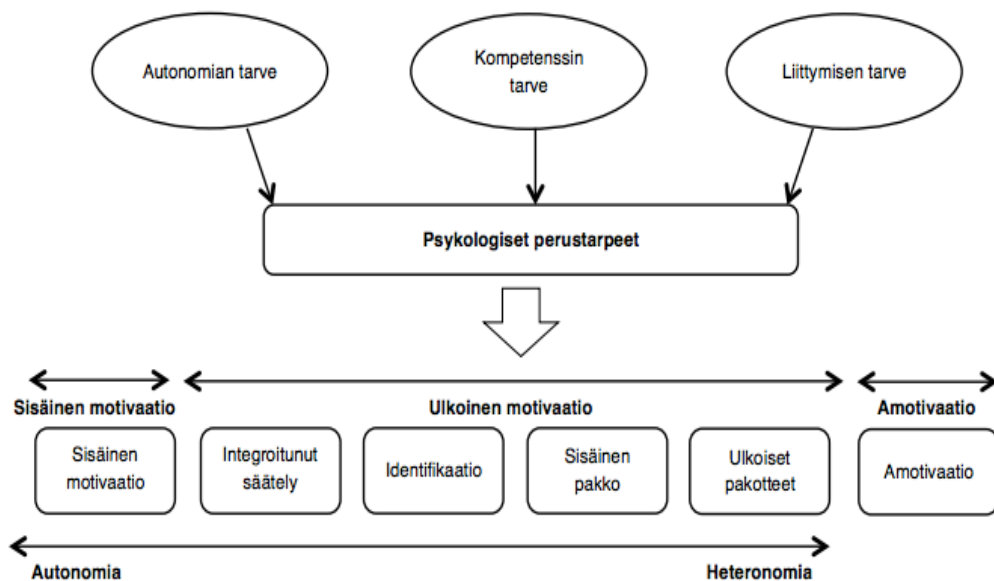 Autonomian tarve
Kompetenssin
tarve
Liittymisen tarve
Psykologiset perustarpeet
Sisäinen motivaatio
Ulkoinen motivaatio
Amotivaatio
Sisäinen
motivaatio
Integroitunut
säätely
Identifikaatio
Sisäinen
pakko
Ulkoiset
pakotteet
Amotivaatio
Autonomia
Heteronomia